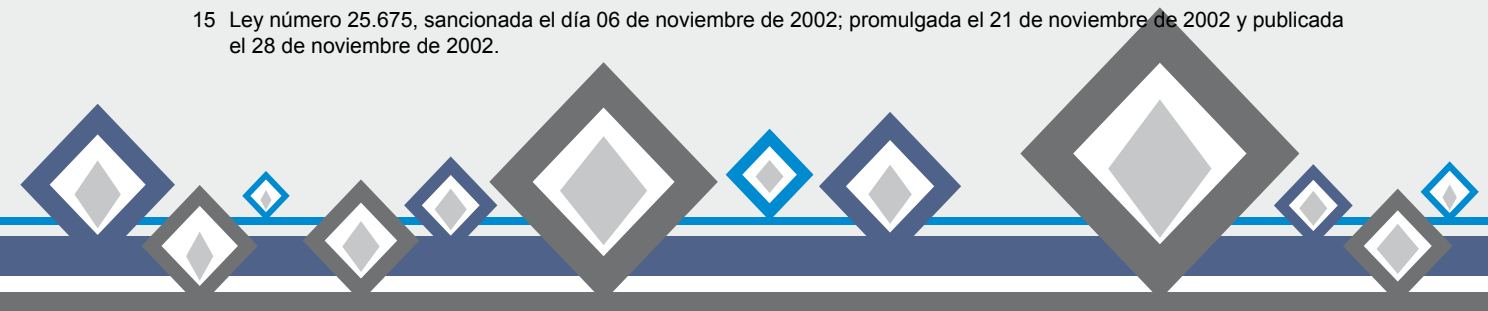 15 Ley número 25.675, sancionada el día 06 de noviembre de 2002; promulgada el 21 de noviembre de 2002 y publicada
el 28 de noviembre de 2002.